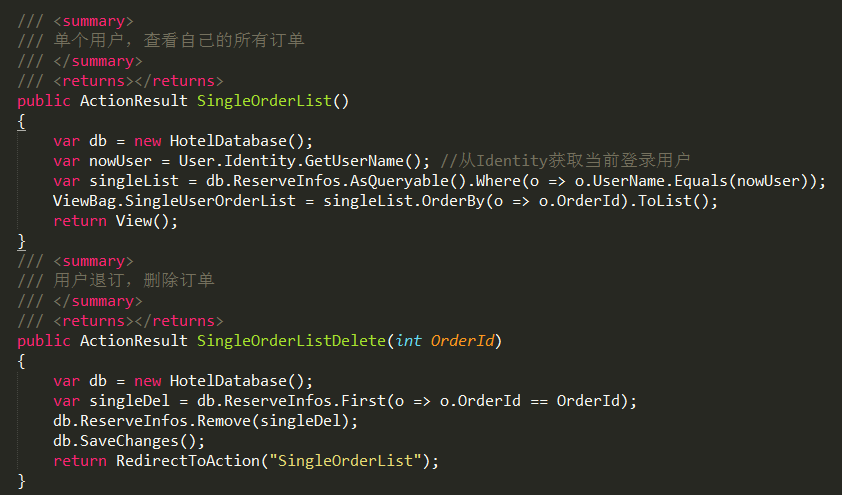 /// <summary>
/// 单个用户，查看自己的所有订单
/// </summary>
/// <returns></returns>
public ActionResult SingleOrderList()
{
    var db = new HotelDatabase();
    var nowUser = User.Identity.GetUserName(); //从Identity获取当前登录用户
    var singleList = db.ReserveInfos.AsQueryable().Where(o => o.UserName.Equals(nowUser));
    ViewBag.SingleUserOrderList = singleList.OrderBy(o => o.OrderId).ToList();
    return View();
}
/// <summary>
/// 用户退订，删除订单
/// </summary>
/// <returns></returns>
public ActionResult SingleOrderListDelete(int OrderId)
{
    var db = new HotelDatabase();
    var singleDel = db.ReserveInfos.First(o => o.OrderId == OrderId);
    db.ReserveInfos.Remove(singleDel);
    db.SaveChanges();
    return RedirectToAction("SingleOrderList");
}